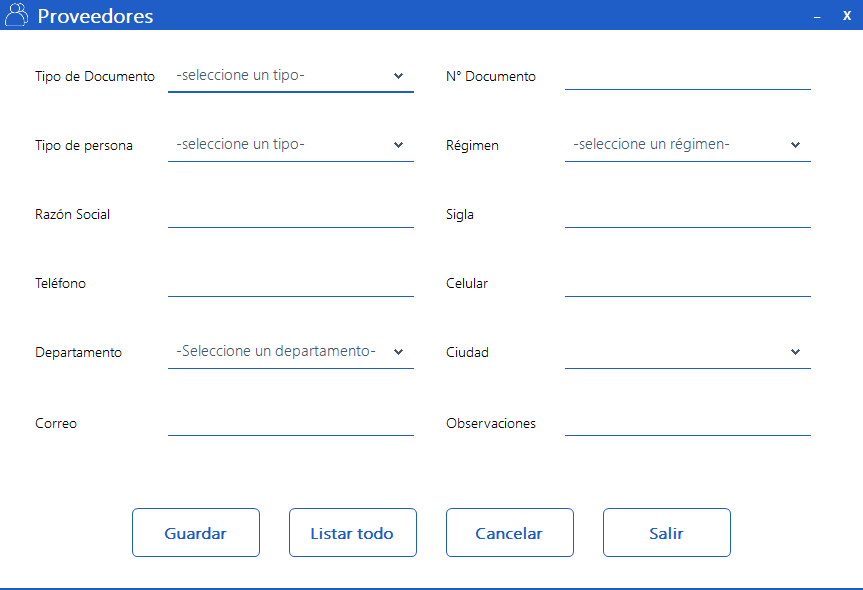 Proveedores
Tipo de Documento -seleccione un tipo- N° Documento
Tipo de persona -seleccione un tipo- Régimen -seleccione un régimen-
Razón Social Sigla
Teléfono Celular
Departamento -Seleccione un departamento- Ciudad
Correo Observaciones
Guardar Listar todo Cancelar Salir